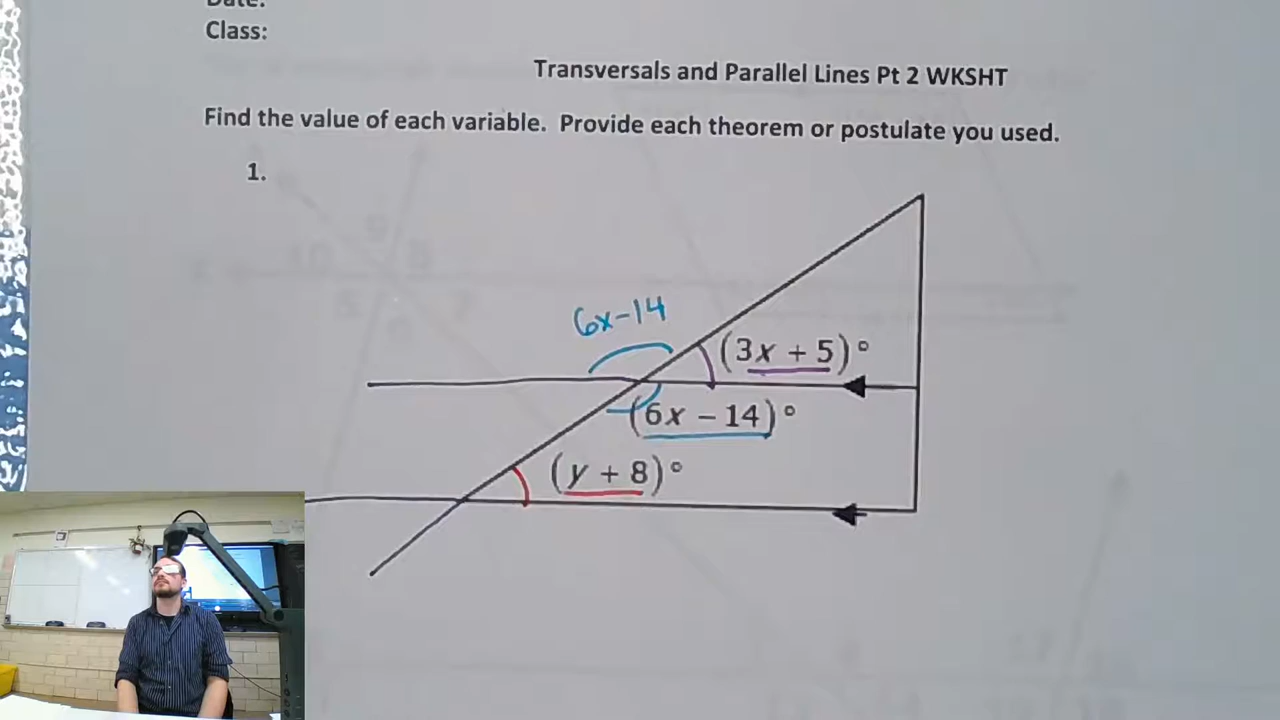 Date:
Class:
Transversals and Parallel Lines Pt 2 WKSHT
Find the value of each variable. Provide each theorem or postulate you used.
1.
6x-14
(3x + 5)°
(6x − 14)°
(y + 8)°